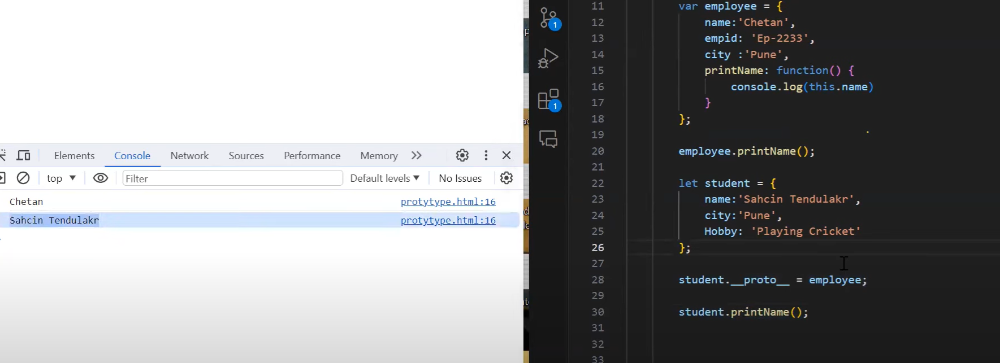 Elements Console Network Sources Performance Memory
top Filter Default levels No Issues
Chetan protytype.html:16
Sahcin Tendulakr protytype.html:16
1
1
11 var employee = {
12 name:'Chetan',
13 empid: 'Ep-2233',
14 city :'Pune',
15 printName: function() {
16 console.log(this.name)
17 }
18 };
19
20 employee.printName();
21
22 let student = {
23 name:'Sahcin Tendulakr',
24 city:'Pune',
25 Hobby: 'Playing Cricket'
26 };
27
28 student.__proto__ = employee;
29
30 student.printName();
31
32
33